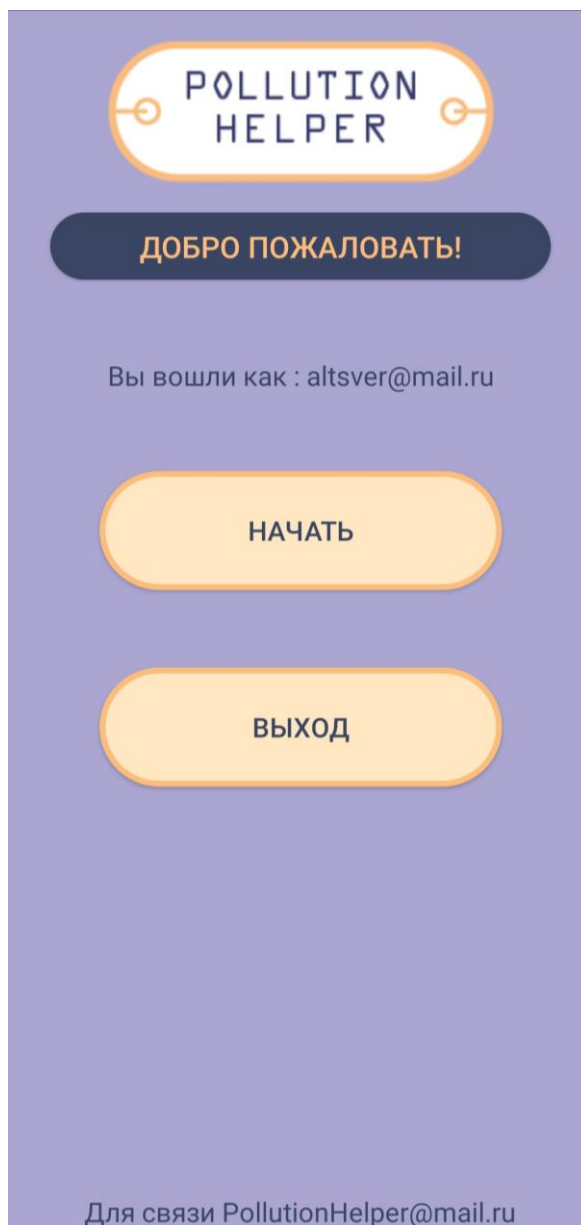 POLLUTION
HELPER
ДОБРО ПОЖАЛОВАТЬ!
Вы вошли как : altsver@mail.ru
НАЧАТЬ
ВЫХОД
Для связи PollutionHelper@mail.ru